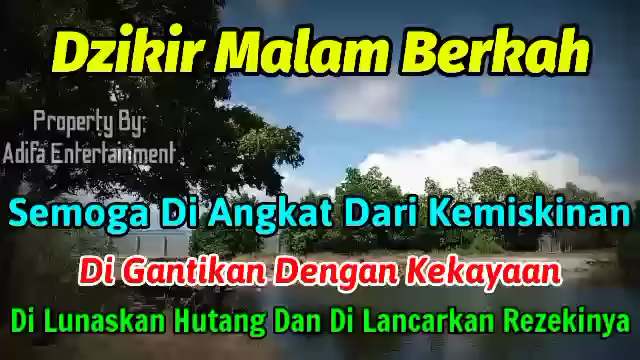 Dzikir Malam Berkah
Property By:
Adifa Entertainment
Semoga Di Angkat Dari Kemiskinan
Di Gantikan Dengan Kekayaan
Di Lunaskan Hutang Dan Di Lancarkan Rezekinya